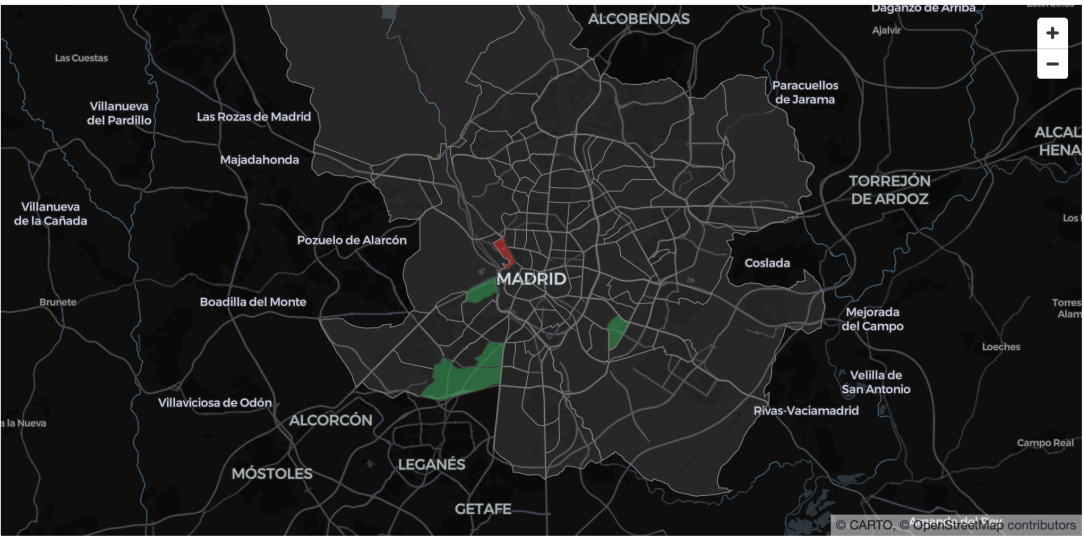 ALCOBENDAS
Daganzo de Arriba
Ajalvir
+
−
Las Cuestas
Paracuellos
de Jarama
Villanueva
del Pardillo
Las Rozas de Madrid
ALCAL
HENA
Majadahonda
TORREJÓN
DE ARDOZ
Villanueva
de la Cañada
Los
Pozuelo de Alarcón
Coslada
MADRID
Brunete
Boadilla del Monte
Torres
Alam
Mejorada
del Campo
Loeches
Velilla de
San Antonio
Villaviciosa de Odón
Rivas-Vaciamadrid
ALCORCÓN
a la Nueva
Campo Real
LEGANÉS
MÓSTOLES
GETAFE
Arganda del Rey
© CARTO, © OpenStreetMap contributors